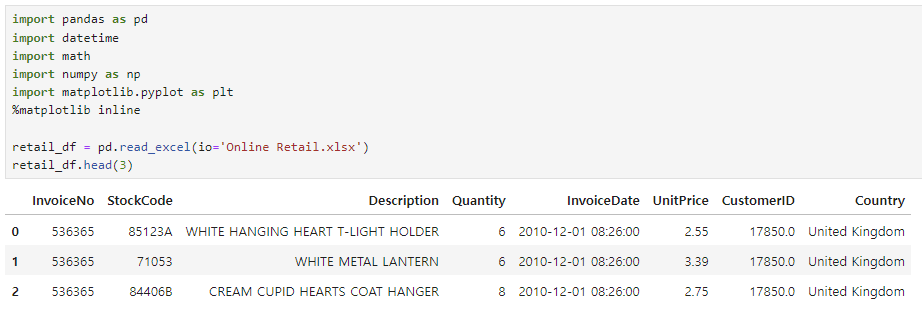 import pandas as pd
import datetime
import math
import numpy as np
import matplotlib.pyplot as plt
%matplotlib inline
retail_df = pd.read_excel(io='Online Retail.xlsx')
retail_df.head(3)
InvoiceNo StockCode Description Quantity InvoiceDate UnitPrice CustomerID Country
0 536365 85123A WHITE HANGING HEART T-LIGHT HOLDER 6 2010-12-01 08:26:00 2.55 17850.0 United Kingdom
1 536365 71053 WHITE METAL LANTERN 6 2010-12-01 08:26:00 3.39 17850.0 United Kingdom
2 536365 84406B CREAM CUPID HEARTS COAT HANGER 8 2010-12-01 08:26:00 2.75 17850.0 United Kingdom